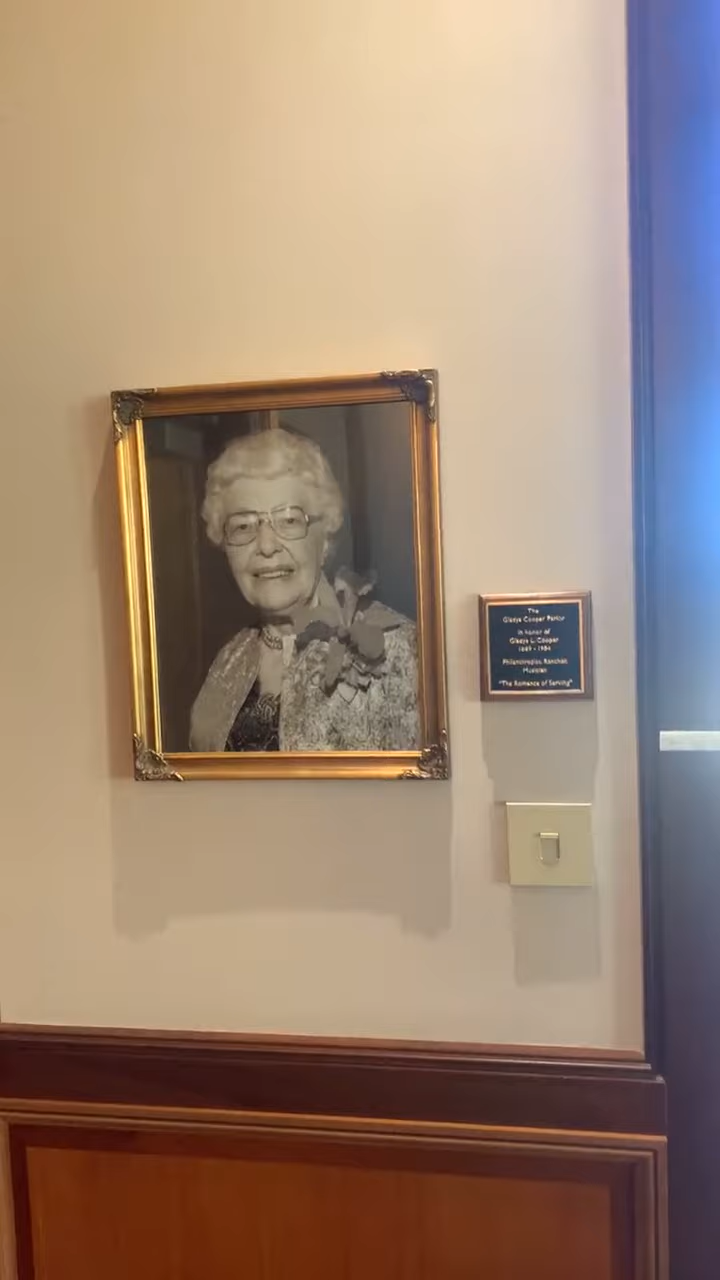 The
Gladys Cooper Parlor
in honor of
Gladys L. Cooper
1889 - 1984
Philanthropist, Rancher,
Musician
"The Romance of Serving"